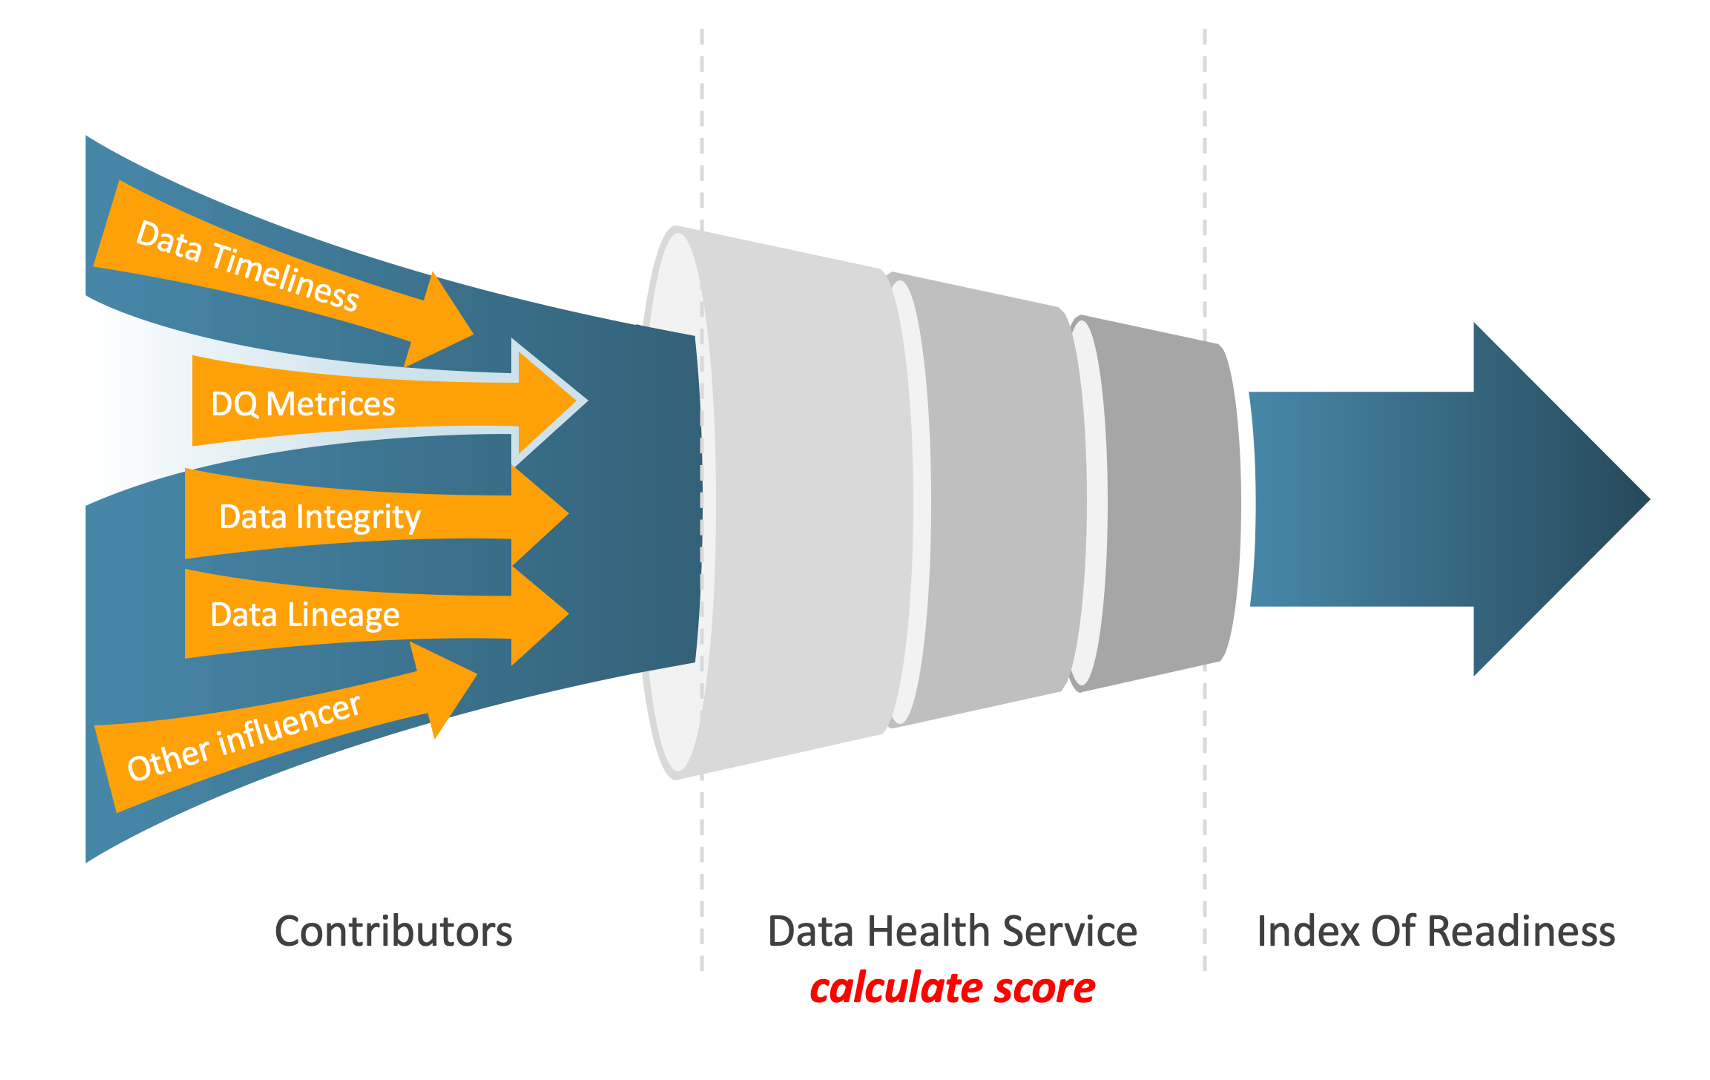 Data Timeliness
DQ Metrices
Data Integrity
Data Lineage
Other influencer
Contributors
Data Health Service
calculate score
Index Of Readiness